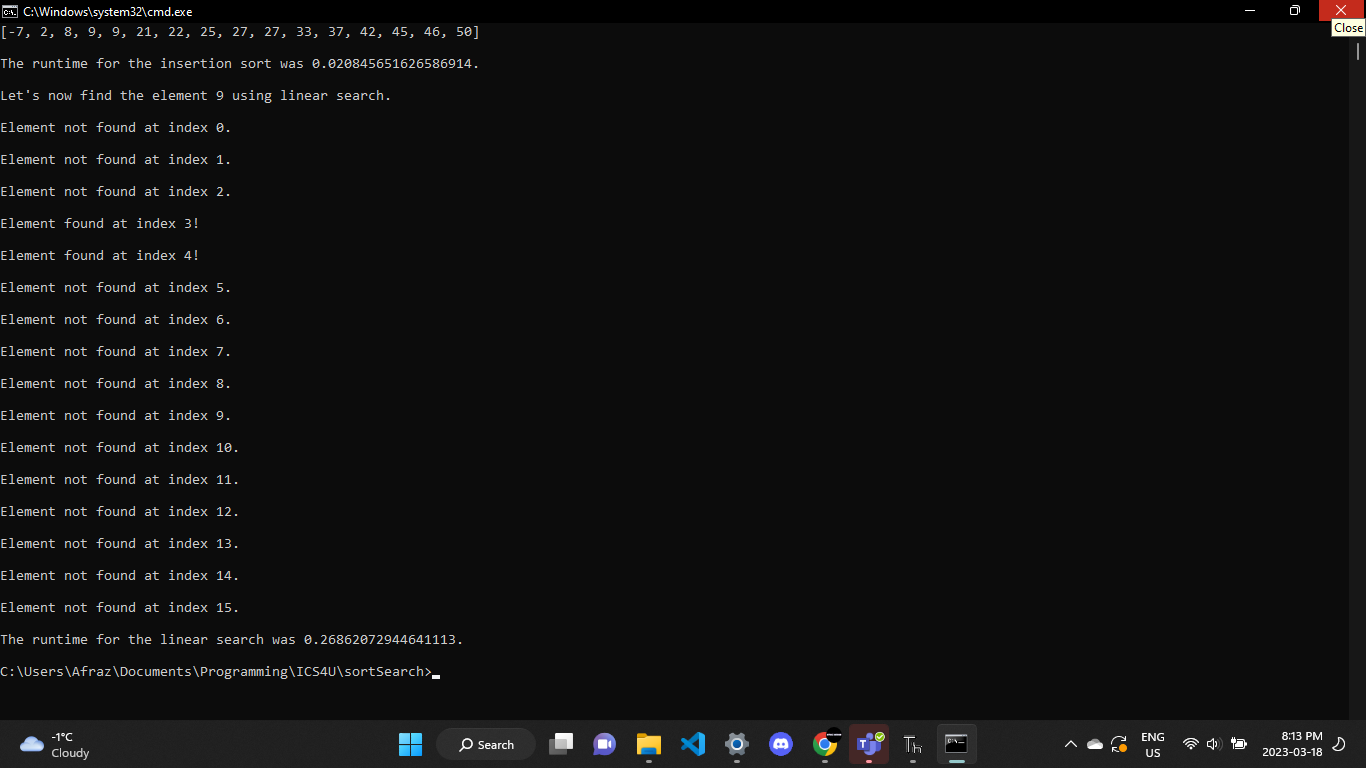 C:\Windows\system32\cmd.exe
Close
[-7, 2, 8, 9, 9, 21, 22, 25, 27, 27, 33, 37, 42, 45, 46, 50]
The runtime for the insertion sort was 0.020845651626586914.
Let's now find the element 9 using linear search.
Element not found at index 0.
Element not found at index 1.
Element not found at index 2.
Element found at index 3!
Element found at index 4!
Element not found at index 5.
Element not found at index 6.
Element not found at index 7.
Element not found at index 8.
Element not found at index 9.
Element not found at index 10.
Element not found at index 11.
Element not found at index 12.
Element not found at index 13.
Element not found at index 14.
Element not found at index 15.
The runtime for the linear search was 0.26862072944641113.
C:\Users\Afraz\Documents\Programming\ICS4U\sortSearch>
-1°C
Cloudy
Search
ENG
US
8:13 PM
2023-03-18